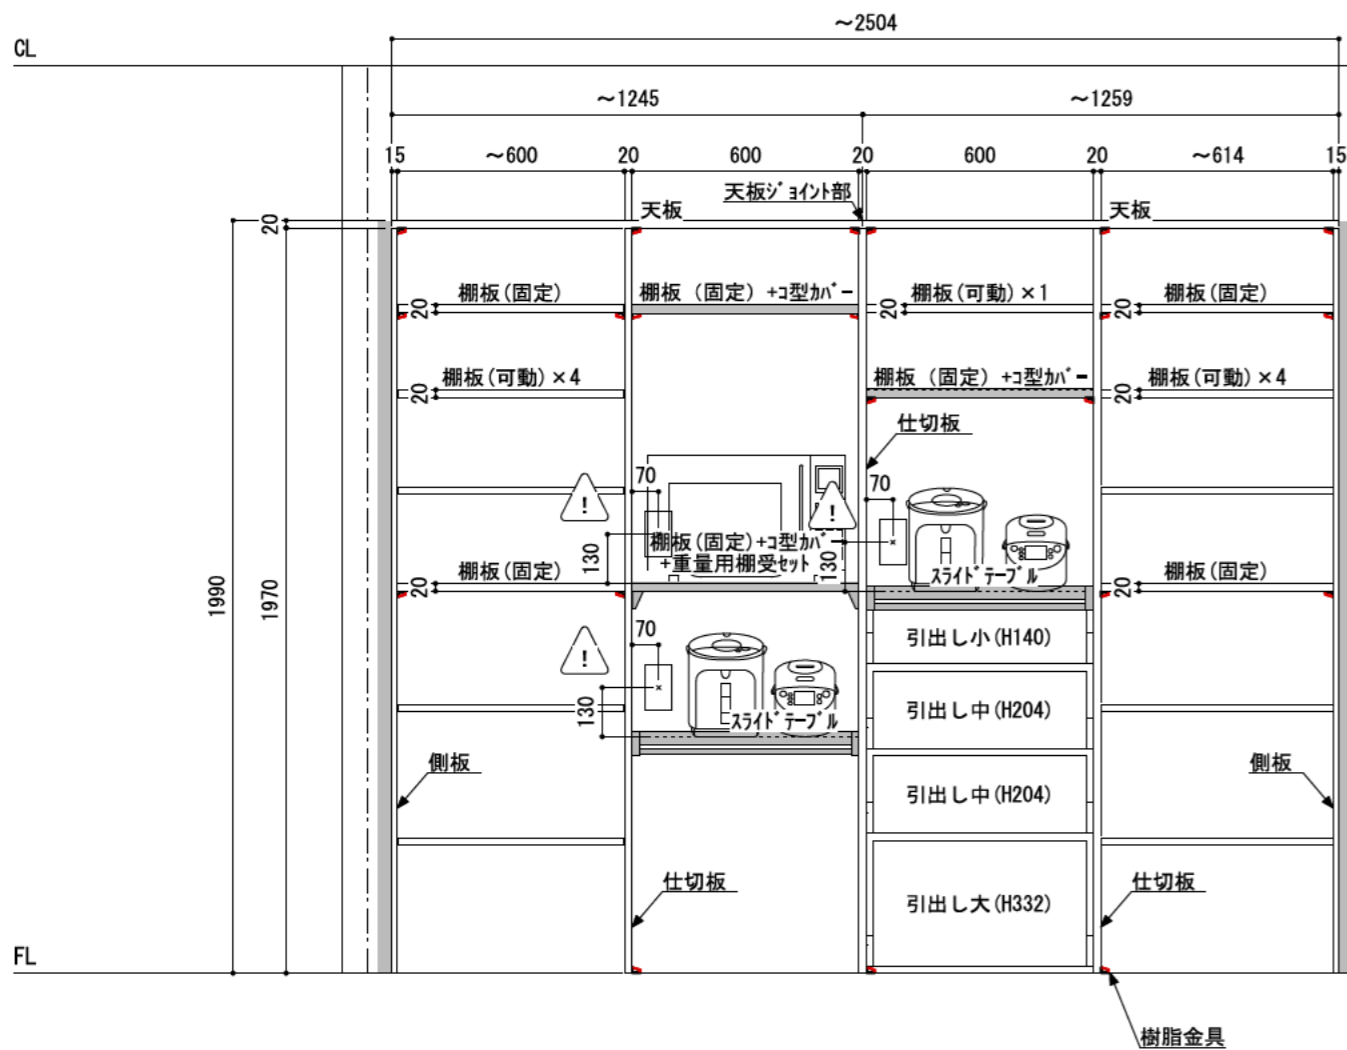 ~2504
CL
~1245
~1259
15
~600
20
600
20
600
20
~614
15
天板ジョイント部
天板
天板
20
棚板(固定)
棚板(固定)+コ型カバー
棚板(可動)×1
棚板(固定)
20
20
20
棚板(可動)×4
棚板(固定)+コ型カバー
棚板(可動)×4
20
20
仕切板
70
70
!
!
棚板(固定)+コ型カバー
+重量用棚受セット
130
130
棚板(固定)
スライドテーブル
棚板(固定)
20
20
1990
1970
引出し小(H140)
70
!
130
スライドテーブル
引出し中(H204)
側板
側板
引出し中(H204)
仕切板
仕切板
引出し大(H332)
FL
樹脂金具